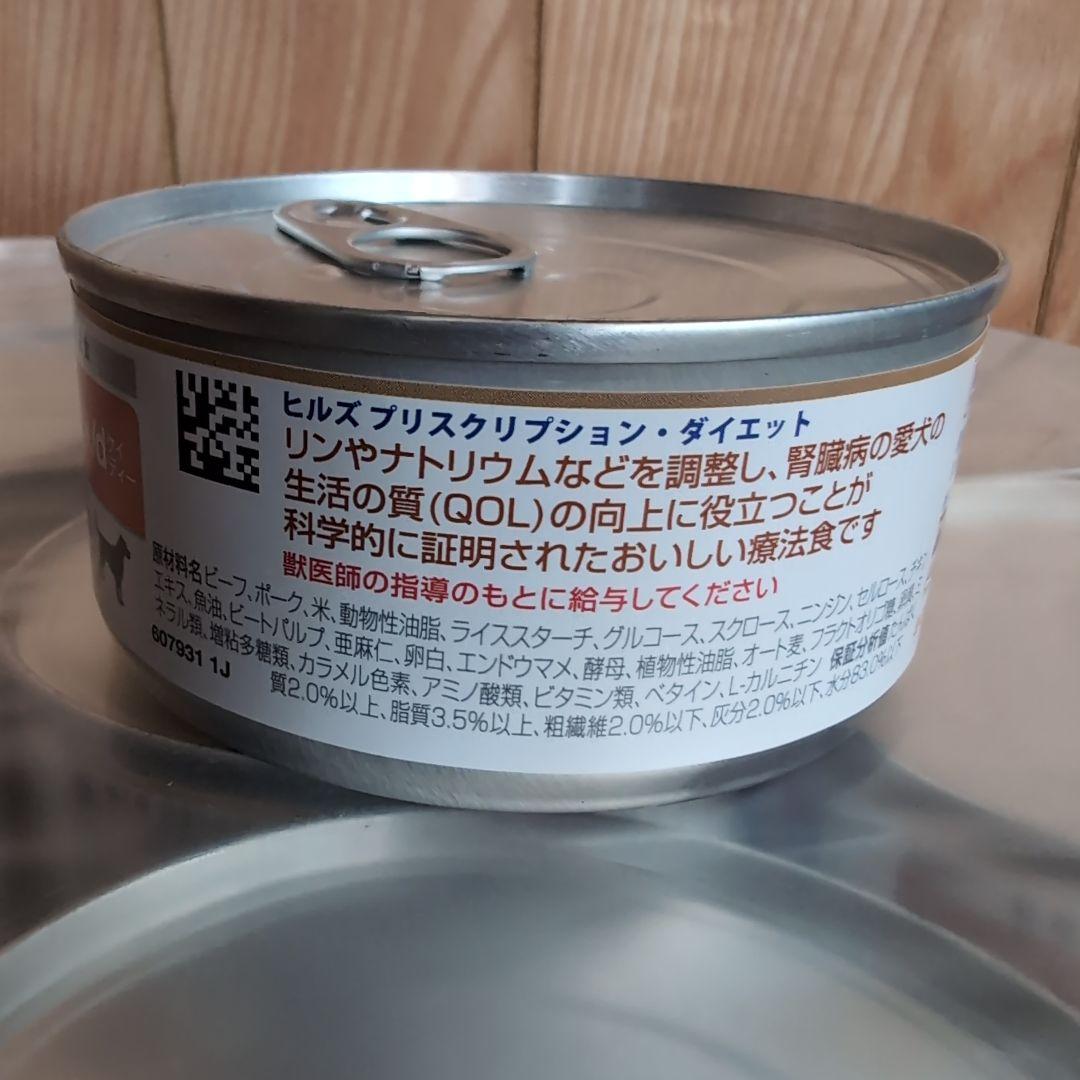 /d
ケイ
ディー
ヒルズ プリスクリプション・ダイエット
リンやナトリウムなどを調整し、腎臓病の愛犬の
生活の質(QOL)の向上に役立つことが
科学的に証明されたおいしい療法食です
獣医師の指導のもとに給与してください
原材料名ビーフ、ポーク、米、動物性油脂、ライススターチ、グルコース、スクロース、ニンジン、セルロース、チキン
エキス、魚油、ビートパルプ、亜麻仁、卵白、エンドウマメ、酵母、植物性油脂、オート麦、フラクトオリゴ糖、ミ
ネラル類、増粘多糖類、カラメル色素、アミノ酸類、ビタミン類、ベタイン、L-カルニチン 保証分析値
質2.0%以上、脂質3.5%以上、粗繊維2.0%以下、灰分2.0%以下、水分83.0%以下
607931 1J